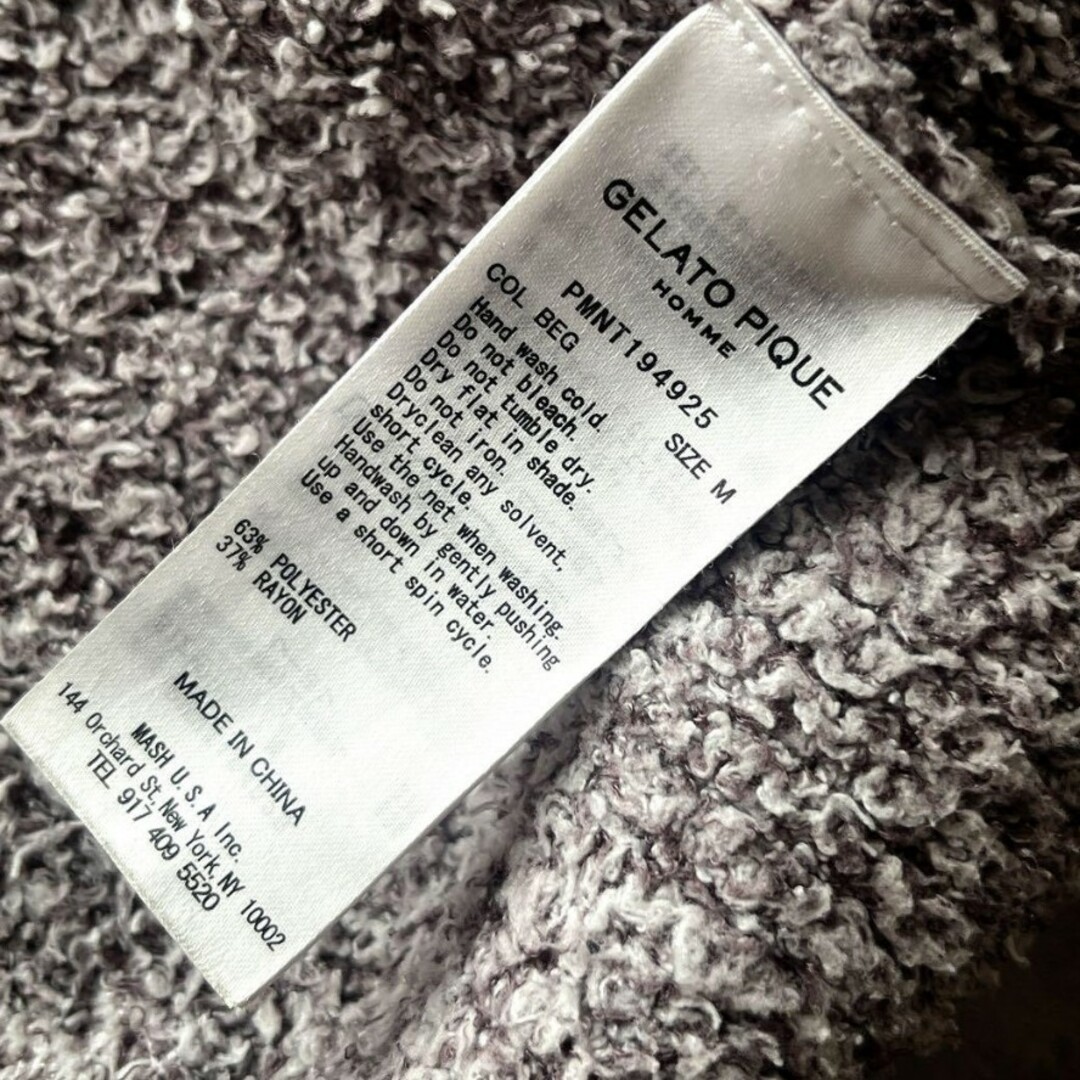 GELATO PIQUE
HOMME
PMNT194925
COL BEG SIZE M
Hand wash cold.
Do not bleach.
Do not tumble dry.
Dry flat in shade.
Do not iron.
Dryclean any solvent,
short cycle.
Use the net when washing.
Handwash by gently pushing
up and down in water.
Use a short spin cycle.
63% POLYESTER
37% RAYON
MADE IN CHINA
MASH U.S.A Inc.
144 Orchard St, New York, NY 10002
TEL 917 409 5520